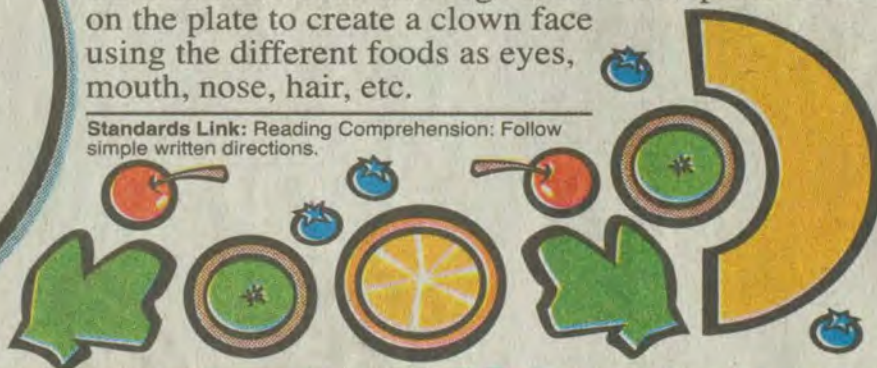 on the plate to create a clown face
using the different foods as eyes,
mouth, nose, hair, etc.
Standards Link: Reading Comprehension: Follow
simple written directions.